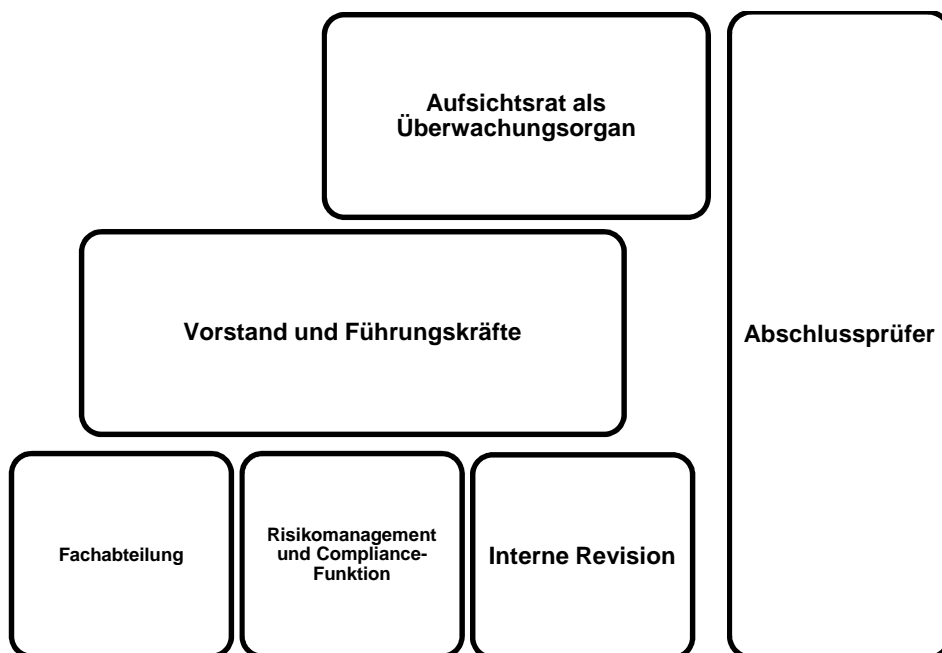 Aufsichtsrat als
Überwachungsorgan
Vorstand und Führungskräfte
Abschlussprüfer
Fachabteilung
Risikomanagement
und Compliance-
Funktion
Interne Revision